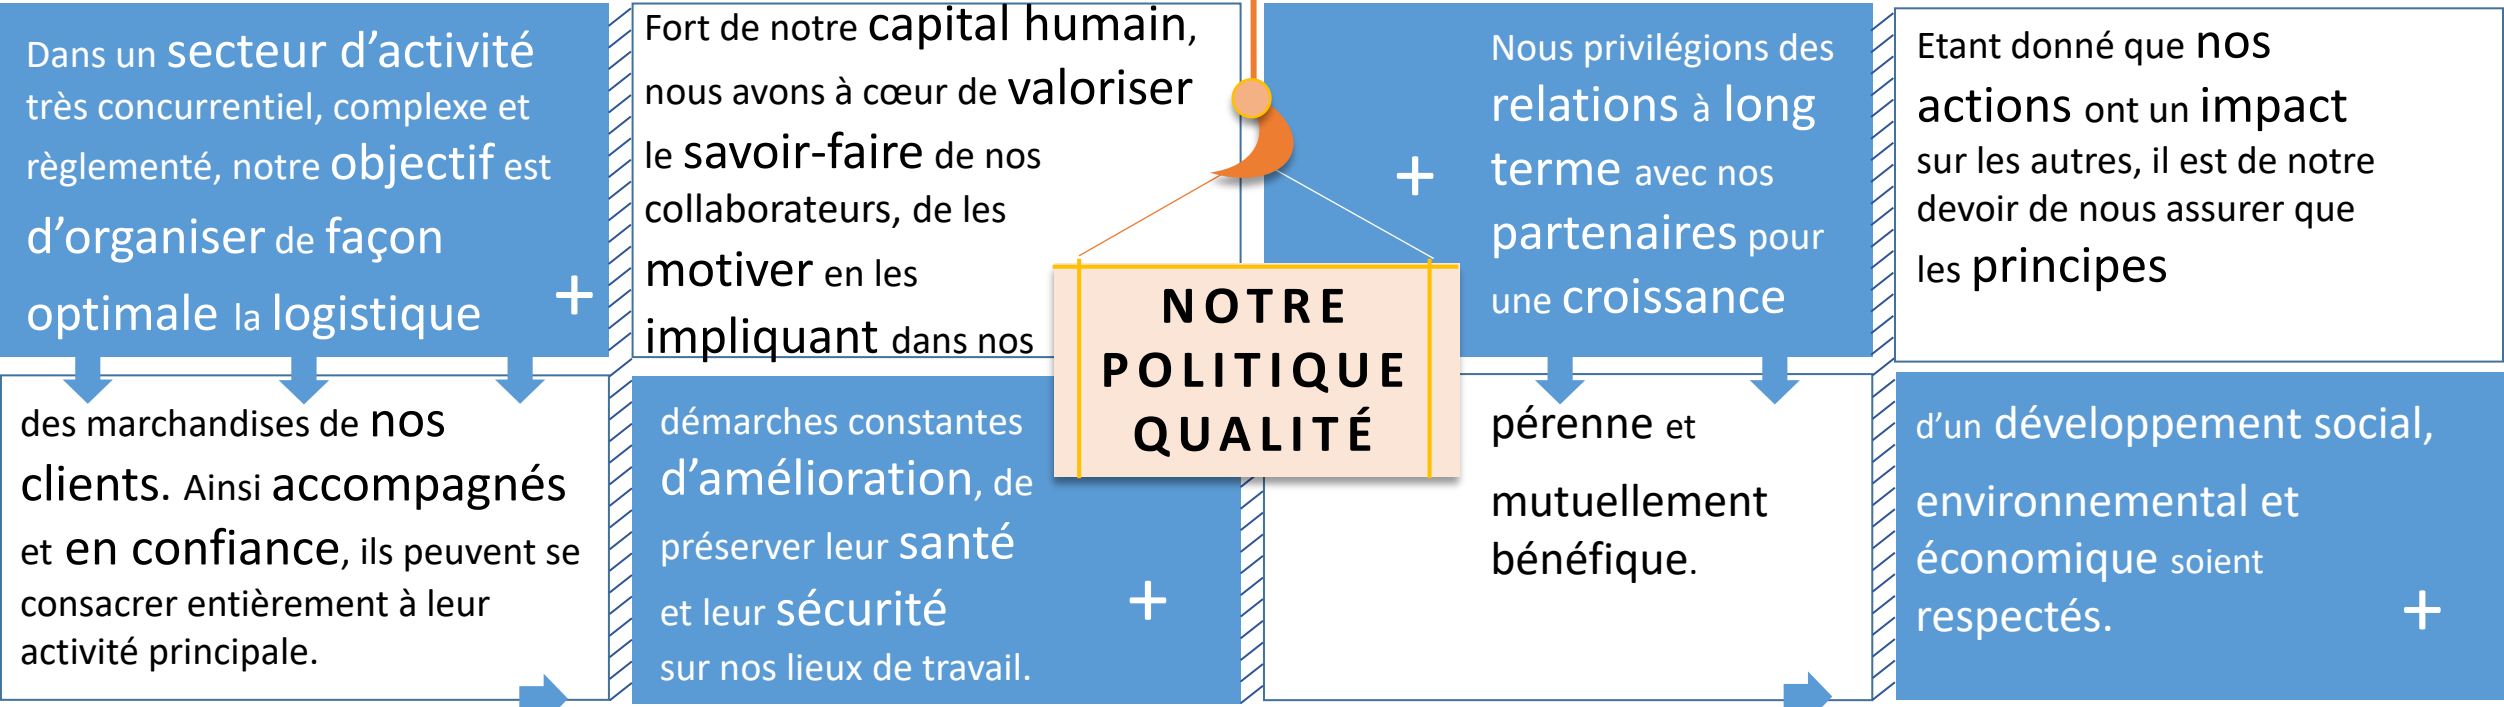 Dans un secteur d’activité
très concurrentiel, complexe et
règlementé, notre objectif est
d’organiser de façon
optimale la logistique
+
des marchandises de nos
clients. Ainsi accompagnés
et en confiance, ils peuvent se
consacrer entièrement à leur
activité principale.
Fort de notre capital humain,
nous avons à cœur de valoriser
le savoir-faire de nos
collaborateurs, de les
motiver en les
impliquant dans nos
démarches constantes
d’amélioration, de
préserver leur santé
et leur sécurité
sur nos lieux de travail.
+
NOTRE
POLITIQUE
QUALITÉ
+
Nous privilégions des
relations à long
terme avec nos
partenaires pour
une croissance
pérenne et
mutuellement
bénéfique.
Etant donné que nos
actions ont un impact
sur les autres, il est de notre
devoir de nous assurer que
les principes
d’un développement social,
environnemental et
économique soient
respectés.
+